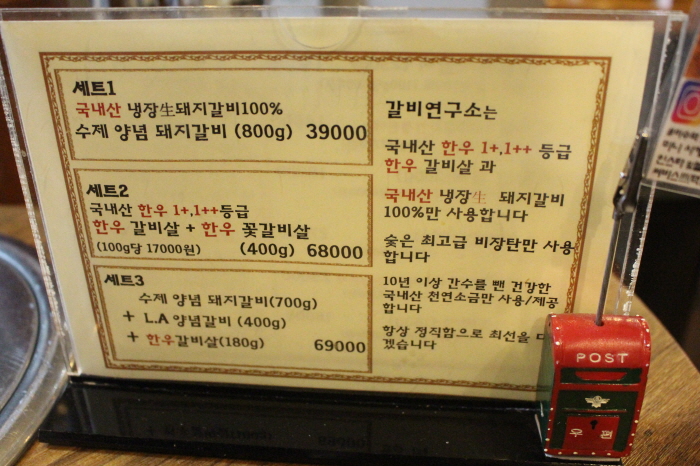 세트1
국내산 냉장生돼지갈비100%
수제 양념 돼지갈비 (800g) 39000
세트2
국내산 한우 1+,1++등급
한우 갈비살 + 한우 꽃갈비살
(100g당 17000원) (400g) 68000
세트3
수제 양념 돼지갈비(700g)
+ L.A 양념갈비 (400g)
+ 한우갈비살(180g) 69000
갈비연구소는
국내산 한우 1+,1++ 등급
한우 갈비살 과
국내산 냉장生 돼지갈비
100%만 사용합니다
숯은 최고급 비장탄만 사용
합니다
10년 이상 간수를 뺀 건강한
국내산 천연소금만 사용/제공
합니다
항상 정직함으로 최선을 다
겠습니다
POST
우편